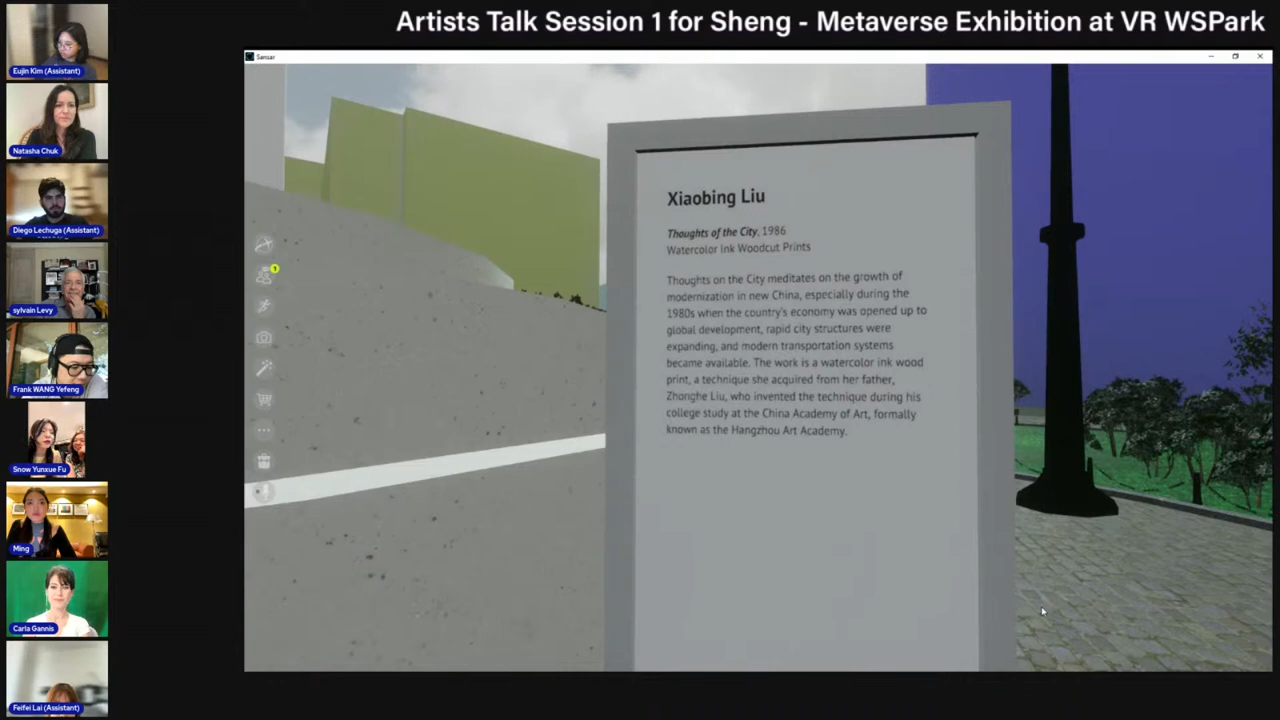 Artists Talk Session 1 for Sheng - Metaverse Exhibition at VR WSPark
Sansar
Eujin Kim (Assistant)
Natasha Chuk
Diego Lechuga (Assistant)
sylvain Levy
Frank WANG Yefeng
Snow Yunxue Fu
Ming
Carla Gannis
Feifei Lai (Assistant)
1
Xiaobing Liu
Thoughts of the City, 1986
Watercolor Ink Woodcut Prints
Thoughts on the City meditates on the growth of
modernization in new China, especially during the
1980s when the country's economy was opened up to
global development, rapid city structures were
expanding, and modern transportation systems
became available. The work is a watercolor ink wood
print, a technique she acquired from her father,
Zhonghe Liu, who invented the technique during his
college study at the China Academy of Art, formally
known as the Hangzhou Art Academy.